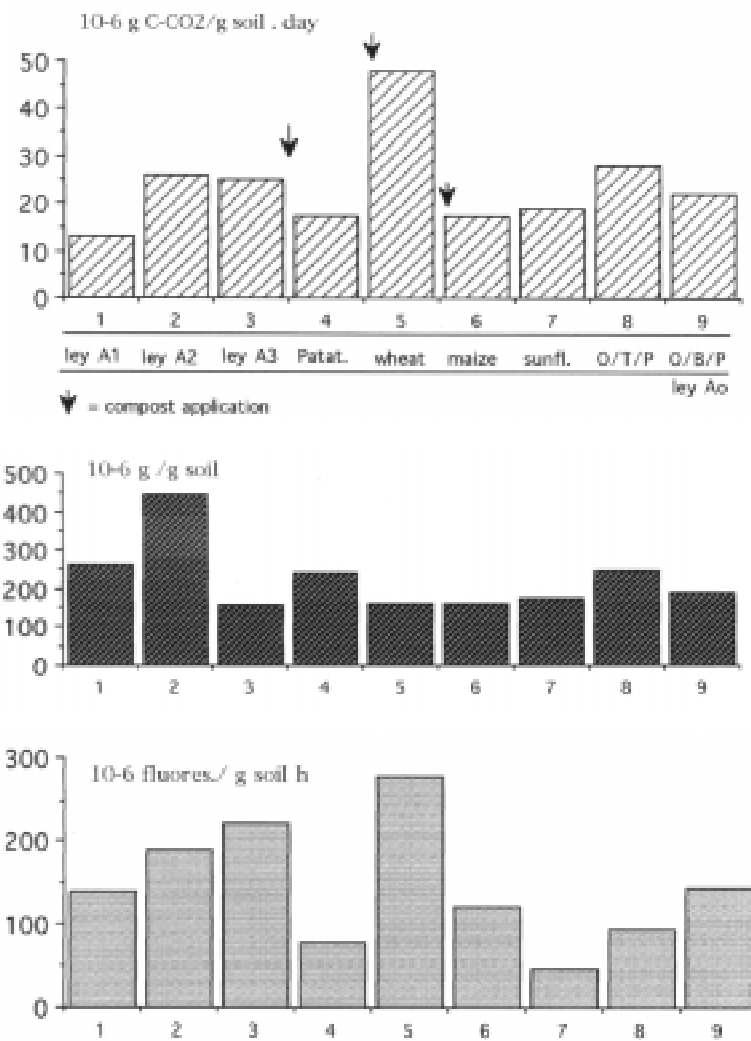 10-6 g C-CO2/g soil . day
50
40
30
20
10
0
1 2 3 4 5 6 7 8 9
ley A1 ley A2 ley A3 Patat. wheat maize sunfl. O/T/P O/B/P
ley Ao
= compost application
10-6 g /g soil
500
400
300
200
100
0
1 2 3 4 5 6 7 8 9
10-6 fluores./ g soil h
300
200
100
0
1 2 3 4 5 6 7 8 9